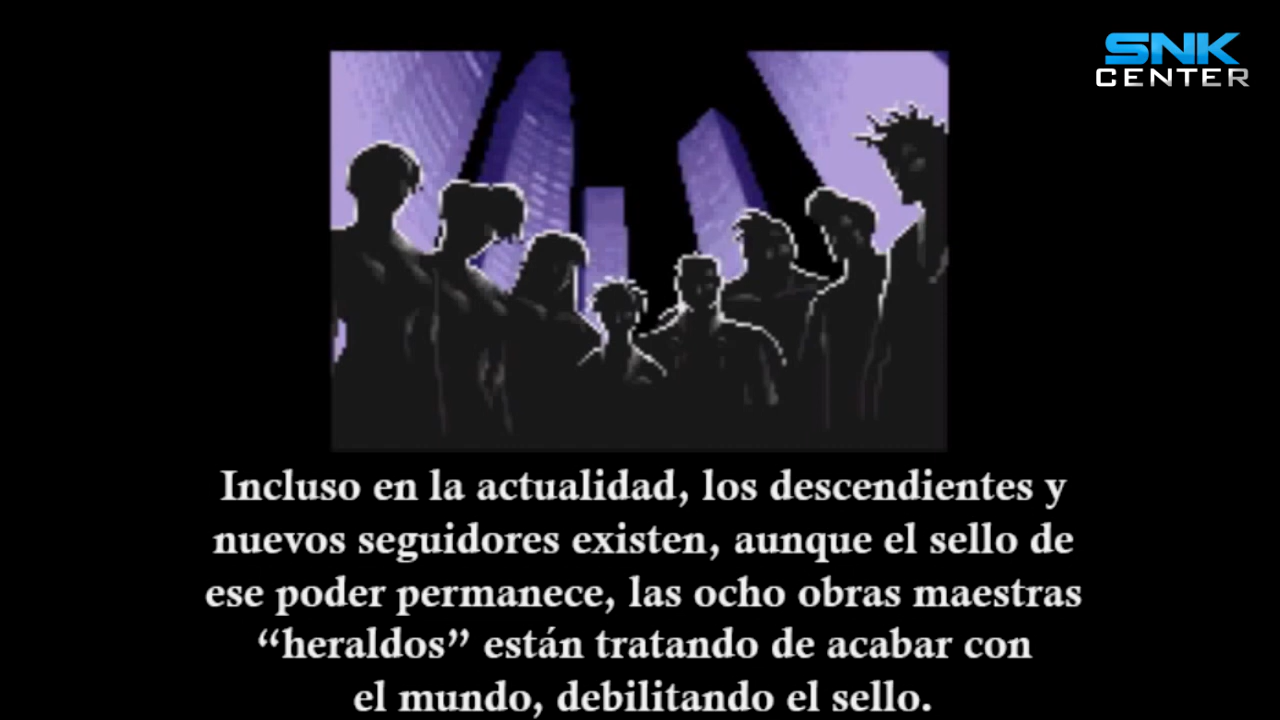 SNK
CENTER
Incluso en la actualidad, los descendientes y
nuevos seguidores existen, aunque el sello de
ese poder permanece, las ocho obras maestras
“heraldos” están tratando de acabar con
el mundo, debilitando el sello.